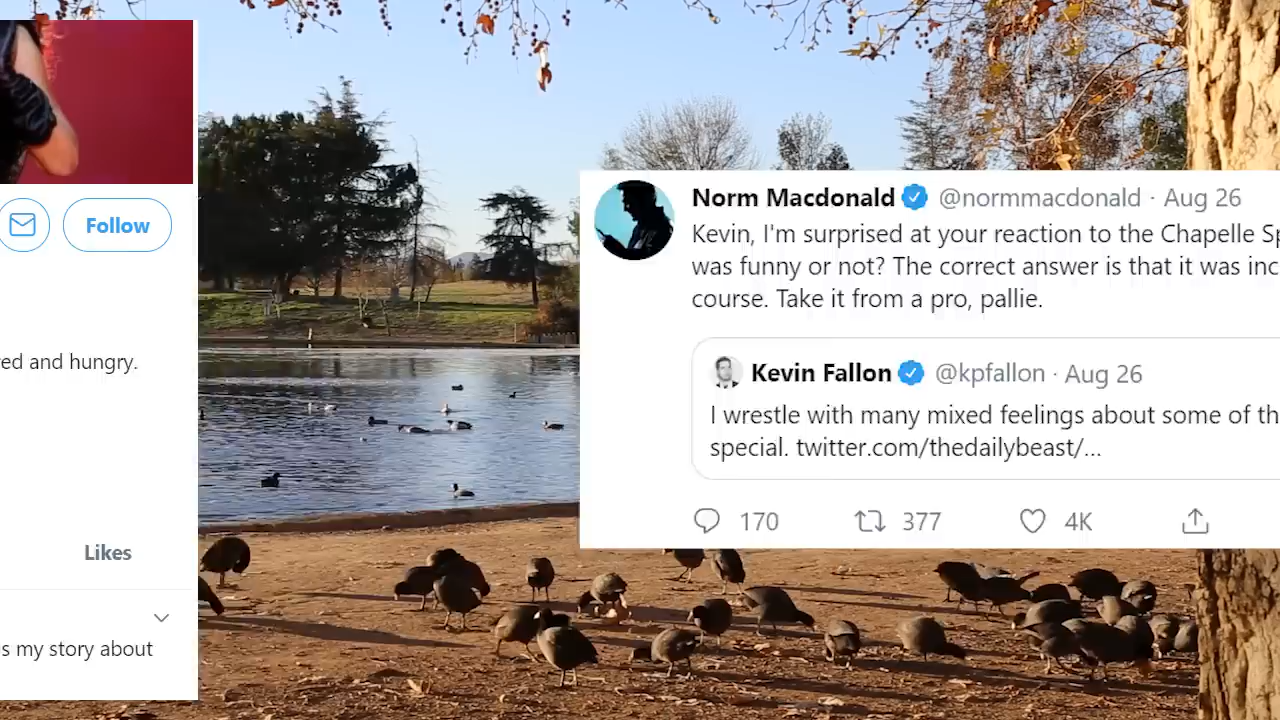 Follow
ed and hungry.
Likes
s my story about
Norm Macdonald @normmacdonald · Aug 26
Kevin, I'm surprised at your reaction to the Chapelle
was funny or not? The correct answer is that it was
course. Take it from a pro, pallie.
Kevin Fallon @kpfallon · Aug 26
I wrestle with many mixed feelings about some of
special. twitter.com/thedailybeast/...
170 377 4K